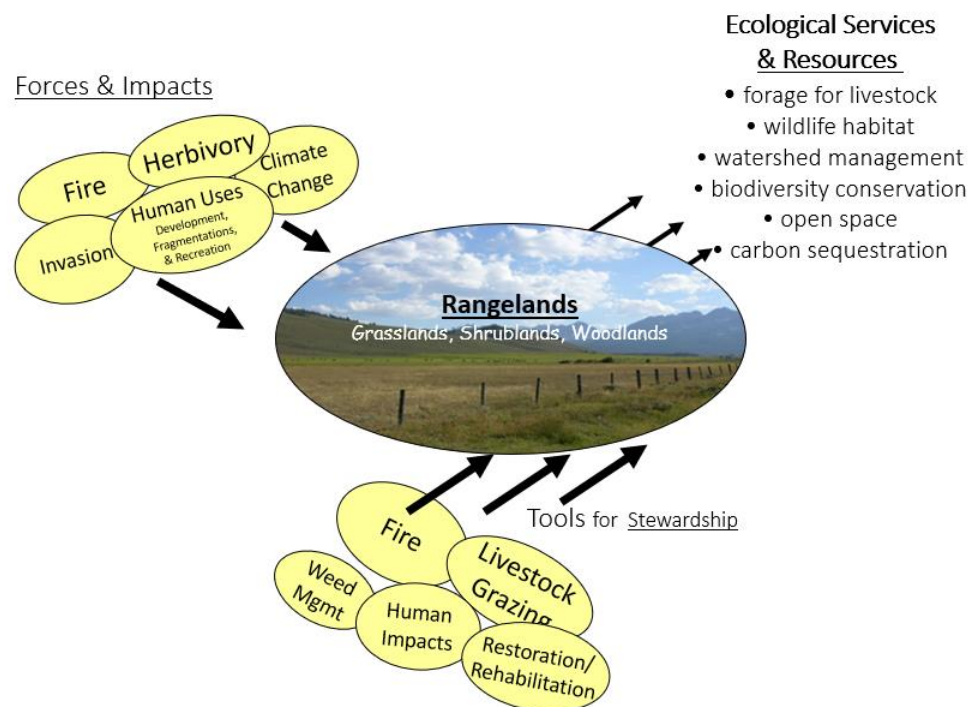 Ecological Services
& Resources
• forage for livestock
• wildlife habitat
• watershed management
• biodiversity conservation
• open space
• carbon sequestration
Forces & Impacts
Fire
Herbivory
Climate
Change
Invasion
Human Uses
Development,
Fragmentations,
& Recreation
Rangelands
Grasslands, Shrublands, Woodlands
Tools for Stewardship
Fire
Livestock
Grazing
Weed
Mgmt
Human
Impacts
Restoration/
Rehabilitation